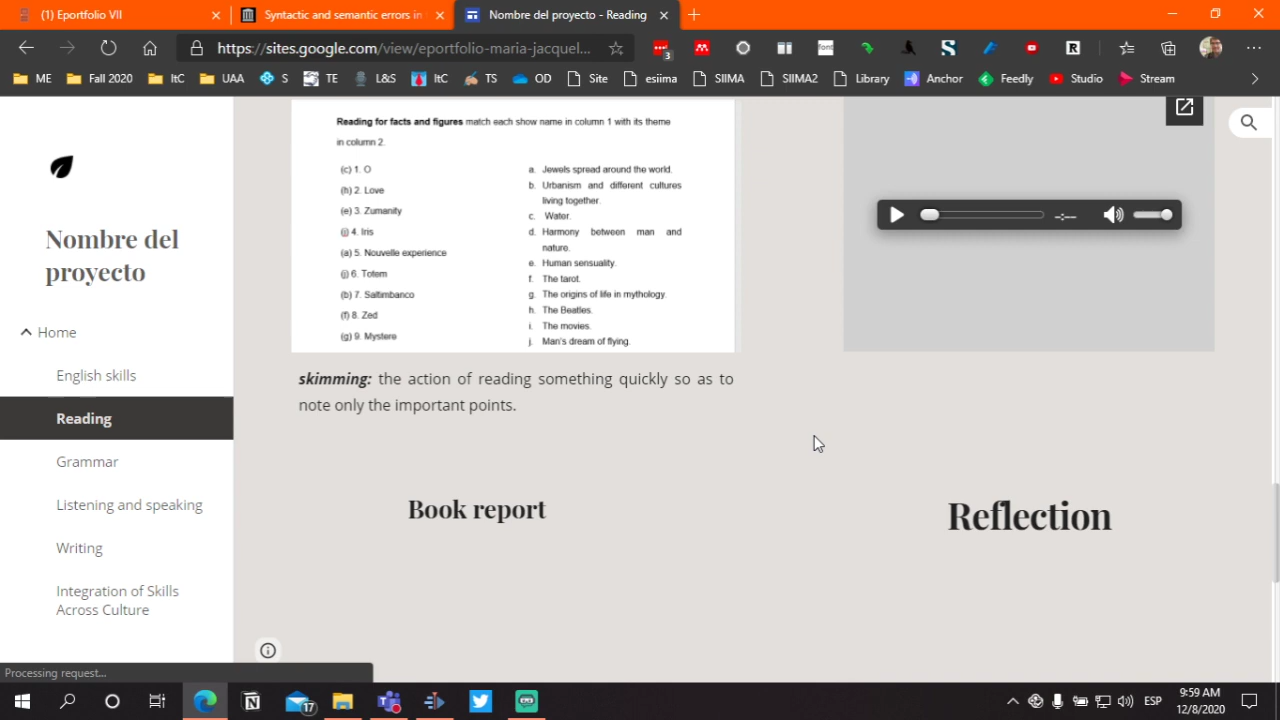 (1) Eportfolio VII
Syntactic and semantic errors in
Nombre del proyecto - Reading
https://sites.google.com/view/eportfolio-maria-jacquel...
3
ME
Fall 2020
ItC
UAA
S
TE
L&S
ItC
TS
OD
Site
esiima
SIIMA
SIIMA2
Library
Anchor
Feedly
Studio
Stream
Nombre del
proyecto
Home
English skills
Reading
Grammar
Listening and speaking
Writing
Integration of Skills
Across Culture
Reading for facts and figures match each show name in column 1 with its theme
in column 2.
(c) 1. O
(h) 2. Love
(e) 3. Zumanity
(i) 4. Iris
(a) 5. Nouvelle experience
(j) 6. Totem
(b) 7. Saltimbanco
(f) 8. Zed
(g) 9. Mystere
a. Jewels spread around the world.
b. Urbanism and different cultures
living together.
c. Water.
d. Harmony between man and
nature.
e. Human sensuality.
f. The tarot.
g. The origins of life in mythology.
h. The Beatles.
i. The movies.
j. Man's dream of flying.
skimming: the action of reading something quickly so as to
note only the important points.
Book report
-:--
Reflection
Processing request...
17
ESP
9:59 AM
12/8/2020